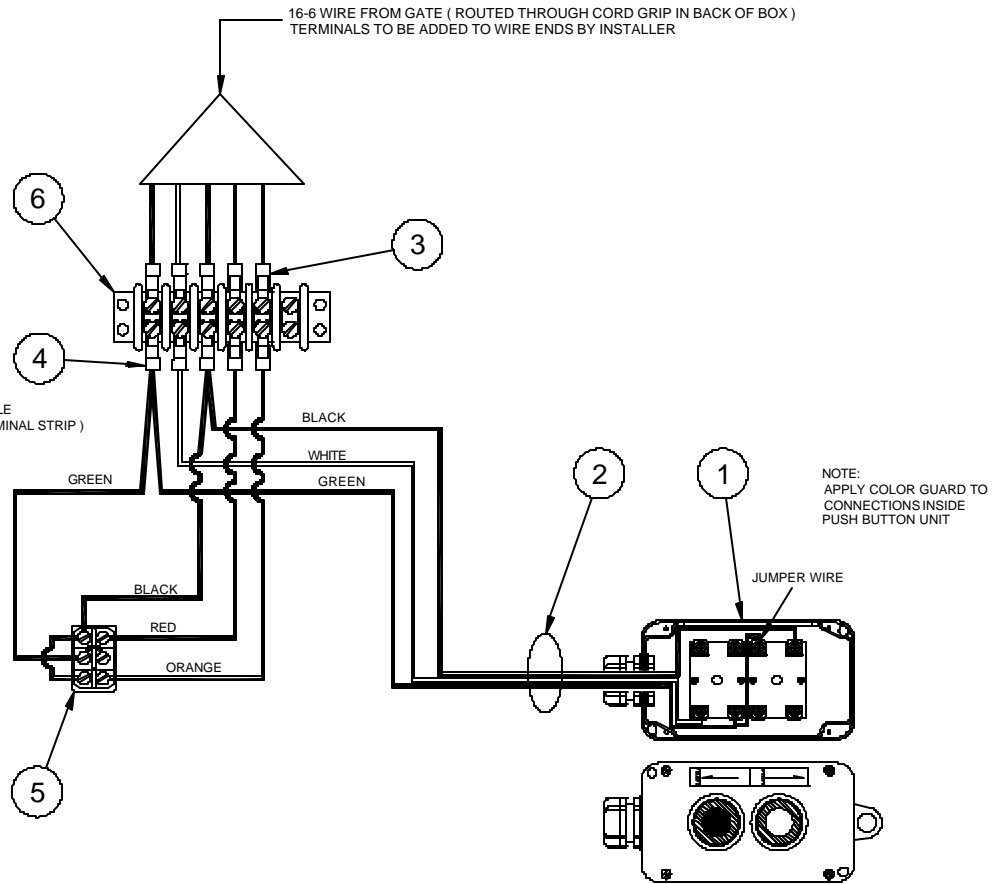 16-6 WIRE FROM GATE ( ROUTED THROUGH CORD GRIP IN BACK OF BOX )
TERMINALS TO BE ADDED TO WIRE ENDS BY INSTALLER
6
3
4
LE
MINAL STRIP )
BLACK
WHITE
GREEN
GREEN
2
1
NOTE:
APPLY COLOR GUARD TO
CONNECTIONS INSIDE
PUSH BUTTON UNIT
JUMPER WIRE
BLACK
RED
ORANGE
5